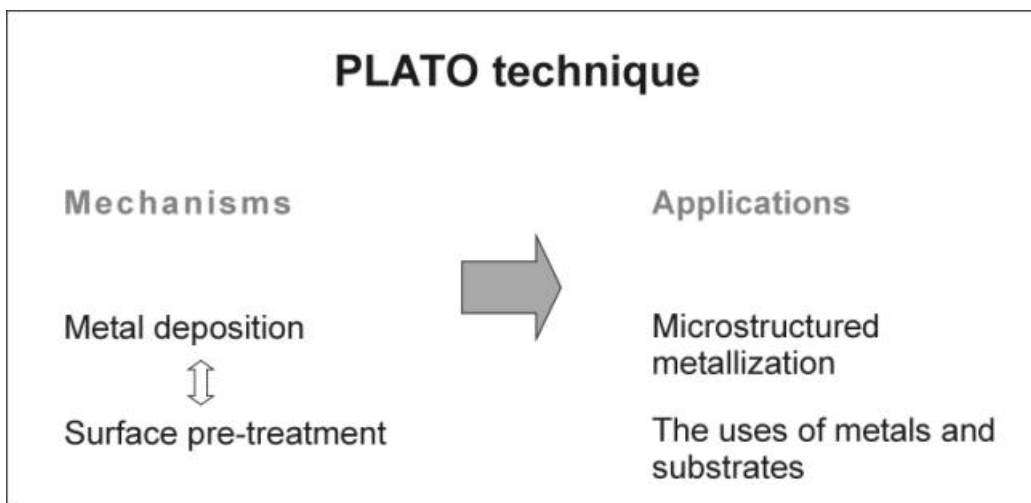 PLATO technique
Mechanisms
Metal deposition
Surface pre-treatment
Applications
Microstructured
metallization
The uses of metals and
substrates